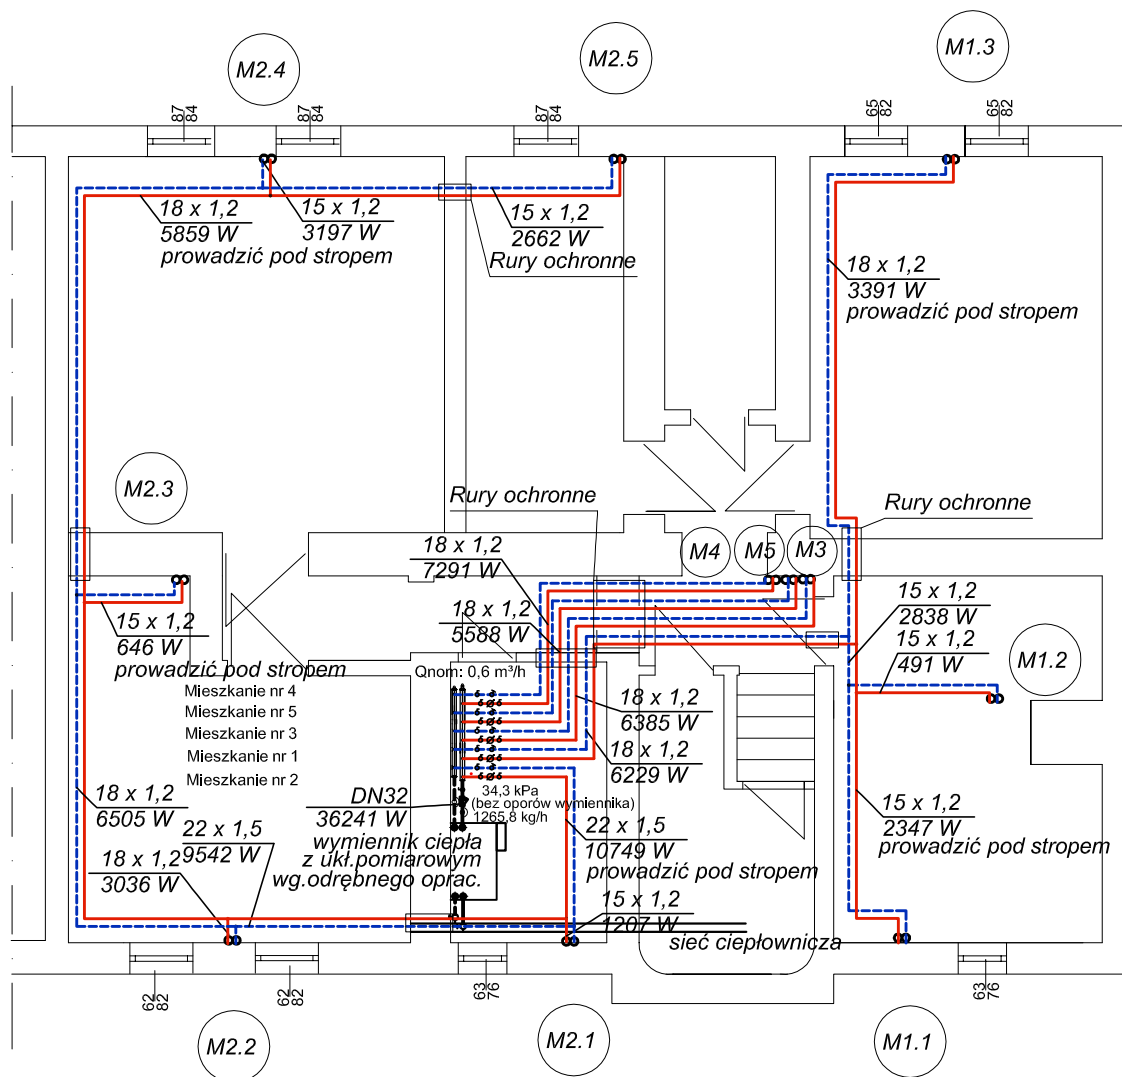 M2.4
M2.5
M1.3
87
84
87
84
87
84
65
82
65
82
18 x 1,2
5859 W
prowadzić pod stropem
15 x 1,2
3197 W
15 x 1,2
2662 W
Rury ochronne
18 x 1,2
3391 W
prowadzić pod stropem
M2.3
Rury ochronne
Rury ochronne
18 x 1,2
7291 W
M4
M5
M3
18 x 1,2
5588 W
15 x 1,2
2838 W
15 x 1,2
491 W
M1.2
15 x 1,2
646 W
prowadzić pod stropem
Qnom: 0,6 m³/h
Mieszkanie nr 4
Mieszkanie nr 5
Mieszkanie nr 3
Mieszkanie nr 1
Mieszkanie nr 2
18 x 1,2
6385 W
18 x 1,2
6229 W
18 x 1,2
6505 W
22 x 1,5
9542 W
18 x 1,2
3036 W
DN32
36241 W
wymiennik ciepła
z ukł.pomiarowym
wg.odrębnego oprac.
34,3 kPa
(bez oporów wymiennika)
1265,8 kg/h
22 x 1,5
10749 W
prowadzić pod stropem
15 x 1,2
2347 W
prowadzić pod stropem
15 x 1,2
1207 W
sieć ciepłownicza
62
82
62
82
63
76
63
76
M2.2
M2.1
M1.1